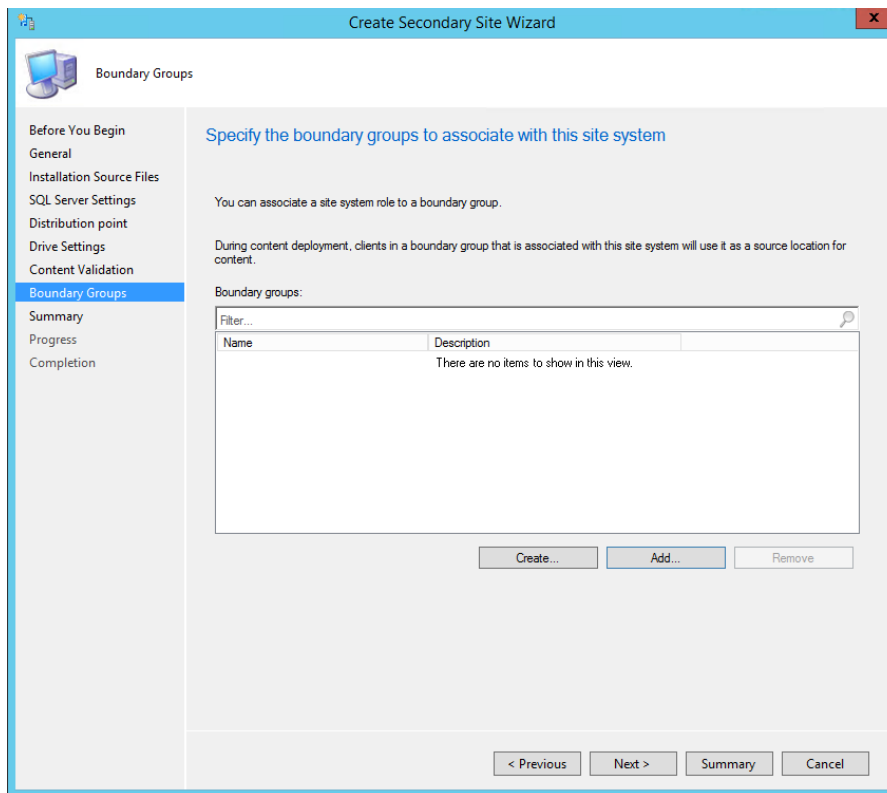 Create Secondary Site Wizard
x
Boundary Groups
Before You Begin
General
Installation Source Files
SQL Server Settings
Distribution point
Drive Settings
Content Validation
Boundary Groups
Summary
Progress
Completion
Specify the boundary groups to associate with this site system
You can associate a site system role to a boundary group.
During content deployment, clients in a boundary group that is associated with this site system will use it as a source location for
content.
Boundary groups:
Filter...
Name Description
There are no items to show in this view.
Create... Add... Remove
< Previous Next > Summary Cancel